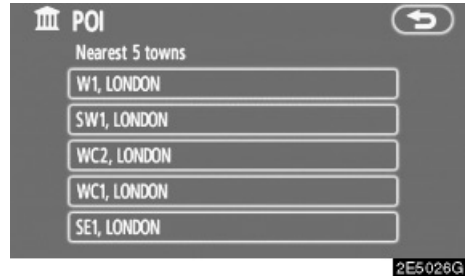 POI
Nearest 5 towns
W1, LONDON
SW1, LONDON
WC2, LONDON
WC1, LONDON
SE1, LONDON
2E5026G